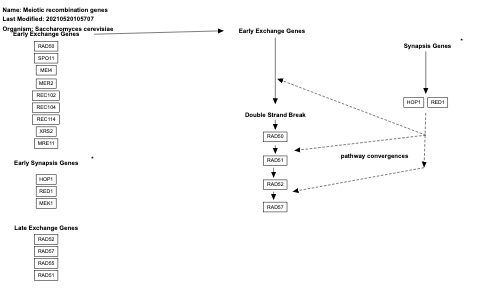 Name: Meiotic recombination genes
Last Modified: 20210520105707
Organism: Saccharomyces cerevisiae
Early Exchange Genes
RAD50
SPO11
MEI4
MER2
REC102
REC104
REC114
XRS2
MRE11
Early Synapsis Genes *
HOP1
RED1
MEK1
Late Exchange Genes
RAD52
RAD57
RAD55
RAD51
Early Exchange Genes
Double Strand Break
RAD50
RAD51
RAD52
RAD57
Synapsis Genes *
HOP1 RED1
pathway convergences